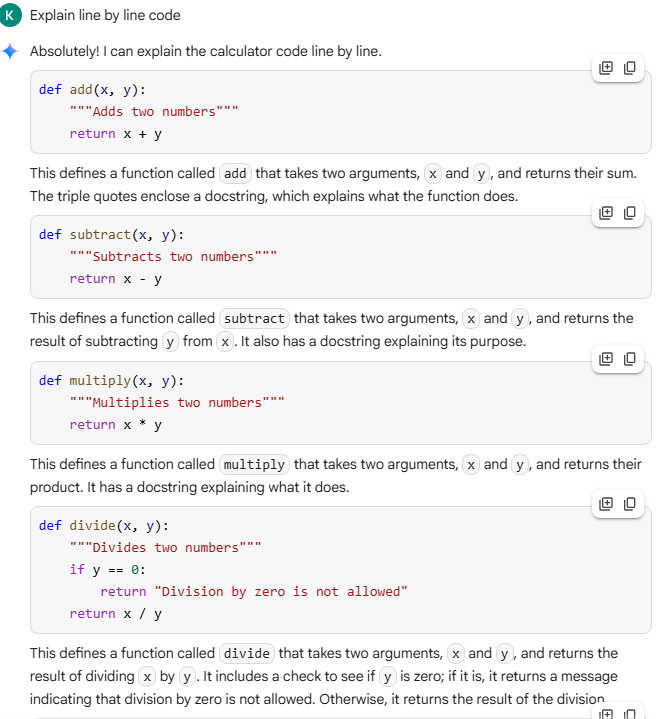 K Explain line by line code
Absolutely! I can explain the calculator code line by line.
def add(x, y):
    """Adds two numbers"""
    return x + y
This defines a function called add that takes two arguments, x and y, and returns their sum.
The triple quotes enclose a docstring, which explains what the function does.
def subtract(x, y):
    """Subtracts two numbers"""
    return x - y
This defines a function called subtract that takes two arguments, x and y, and returns the
result of subtracting y from x. It also has a docstring explaining its purpose.
def multiply(x, y):
    """Multiplies two numbers"""
    return x * y
This defines a function called multiply that takes two arguments, x and y, and returns their
product. It has a docstring explaining what it does.
def divide(x, y):
    """Divides two numbers"""
    if y == 0:
        return "Division by zero is not allowed"
    return x / y
This defines a function called divide that takes two arguments, x and y, and returns the
result of dividing x by y. It includes a check to see if y is zero; if it is, it returns a message
indicating that division by zero is not allowed. Otherwise, it returns the result of the division